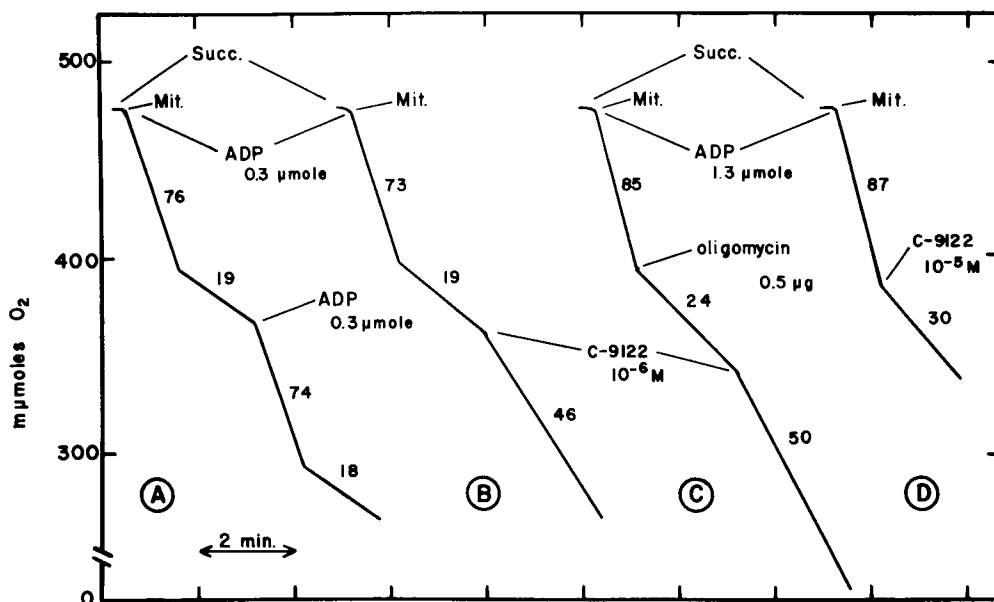 500
400
300
0
mµmoles O₂
Succ.
Mit.
ADP
0.3 µmole
76
19
ADP
0.3 µmole
74
18
A
2 min.
Mit.
73
19
C-9122
10⁻⁶ M
46
B
Succ.
Mit.
ADP
1.3 µmole
85
oligomycin
0.5 µg
24
50
C
Mit.
87
C-9122
10⁻⁵ M
30
D